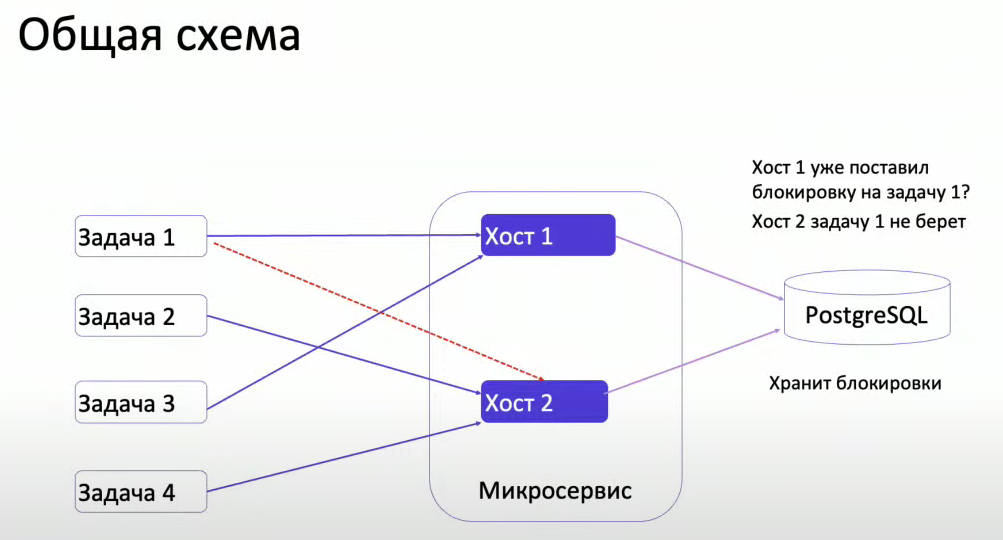 Общая схема
Хост 1 уже поставил
блокировку на задачу 1?
Хост 2 задачу 1 не берет
Задача 1
Хост 1
Задача 2
PostgreSQL
Задача 3
Хост 2
Хранит блокировки
Задача 4
Микросервис